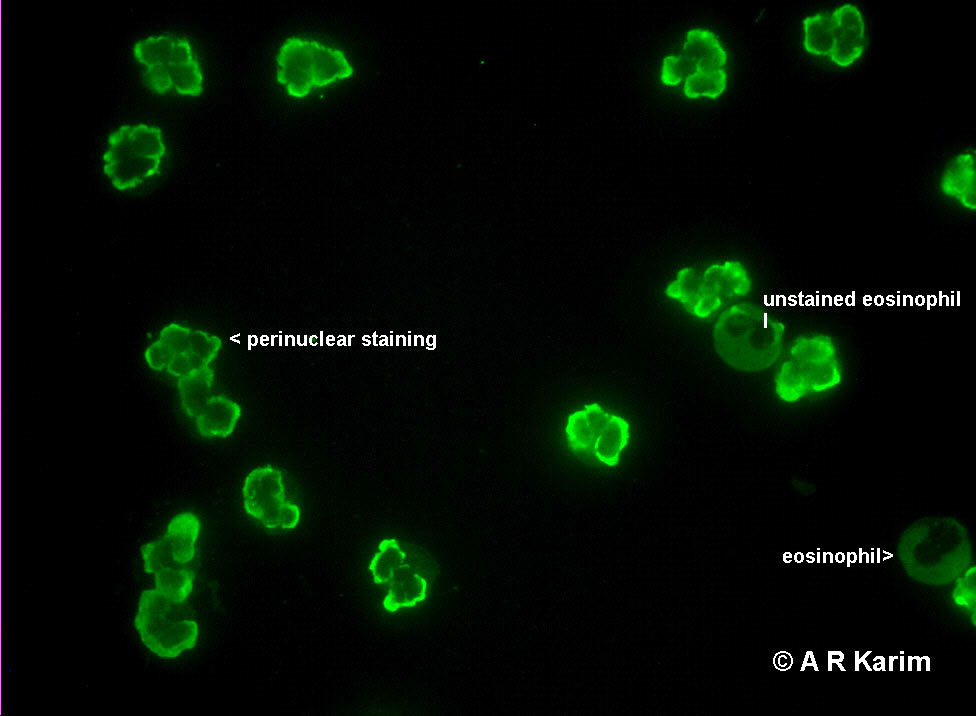 unstained eosinophil
|
< perinuclear staining
eosinophil>
© A R Karim